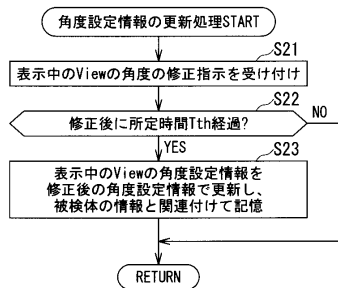 角度設定情報の更新処理START
S21
表示中のViewの角度の修正指示を受け付け
S22
修正後に所定時間Tth経過?
NO
YES
S23
表示中のViewの角度設定情報を
修正後の角度設定情報で更新し、
被検体の情報と関連付けて記憶
RETURN